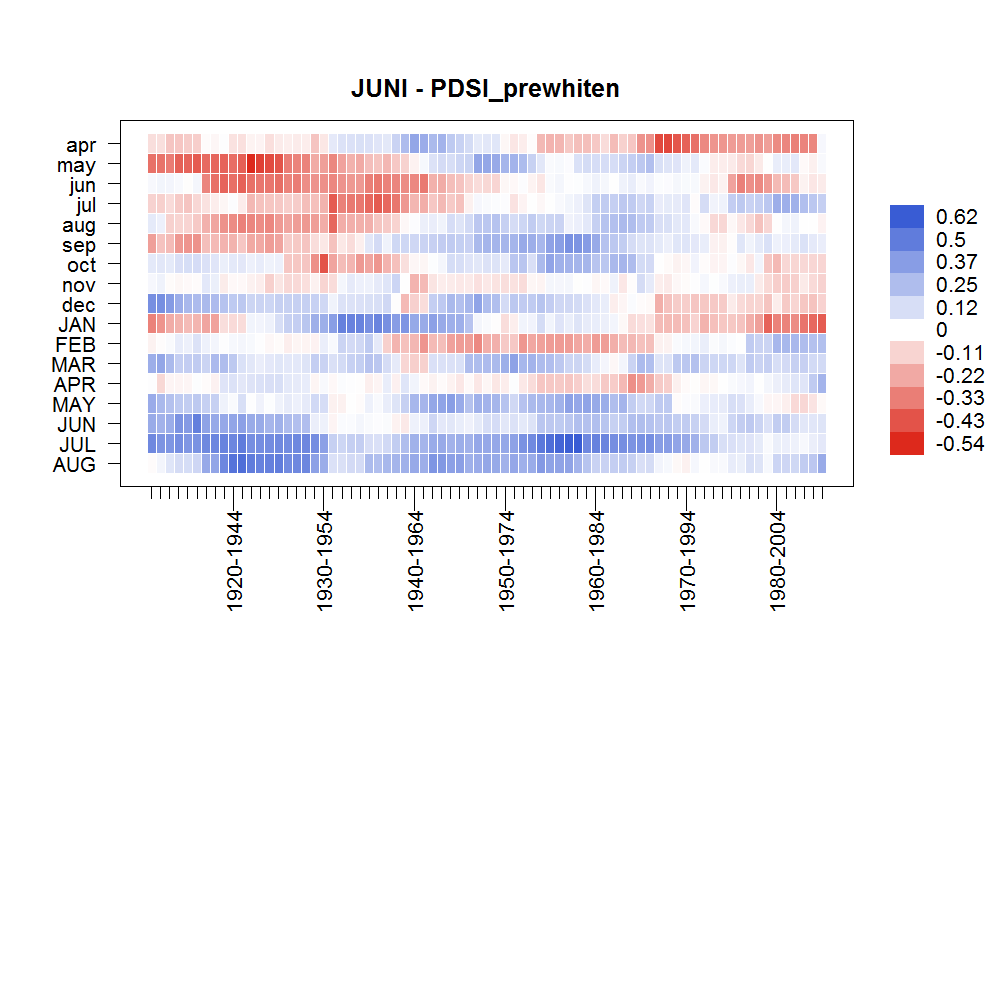 JUNI - PDSI_prewhiten
apr
may
jun
jul
aug
sep
oct
nov
dec
JAN
FEB
MAR
APR
MAY
JUN
JUL
AUG
0.62
0.5
0.37
0.25
0.12
0
-0.11
-0.22
-0.33
-0.43
-0.54
1920-1944
1930-1954
1940-1964
1950-1974
1960-1984
1970-1994
1980-2004